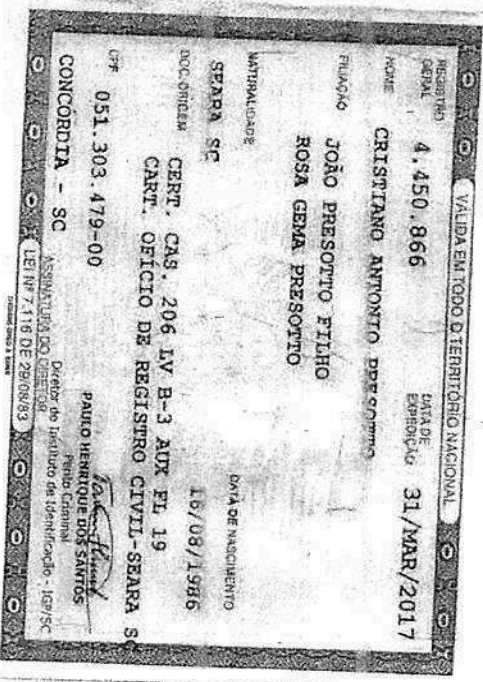 VÁLIDA EM TODO O TERRITÓRIO NACIONAL
REGISTRO GERAL 4.450.866 DATA DE EXPEDIÇÃO 31/MAR/2017
NOME
CRISTIANO ANTONIO PRESOTTO
FILIAÇÃO
JOÃO PRESOTTO FILHO
ROSA GEMA PRESOTTO
NATURALIDADE DATA DE NASCIMENTO
SEARA SC 16/08/1986
DOC. ORIGEM CERT. CAS. 206 LV B-3 AUX FL 19
CART. OFÍCIO DE REGISTRO CIVIL-SEARA SC
CPF 051.303.479-00
PAULO HENRIQUE DOS SANTOS
Perito Criminal
CONCÓRDIA - SC Diretor do Instituto de Identificação - IGP/SC
ASSINATURA DO DIRETOR
LEI Nº 7.116 DE 29/08/83